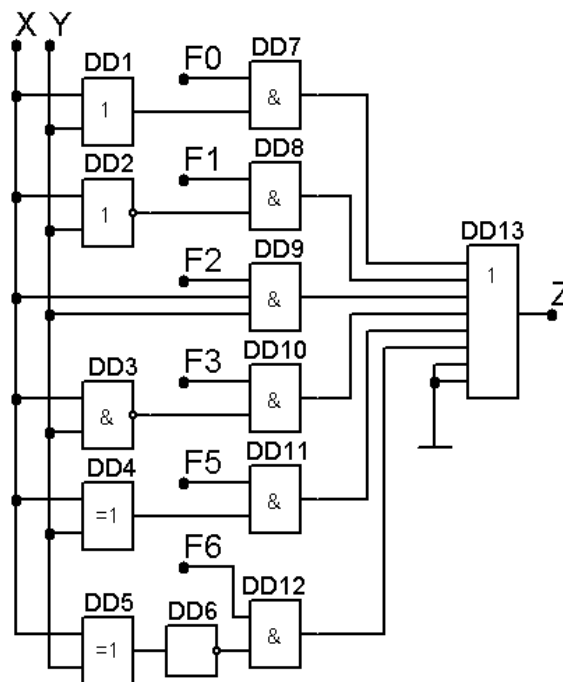 X Y
DD1
1
F0
DD7
&
DD2
1
F1
DD8
&
DD13
1
Z
F2
DD9
&
DD3
&
F3
DD10
&
DD4
=1
F5
DD11
&
F6
DD5
=1
DD6
DD12
&